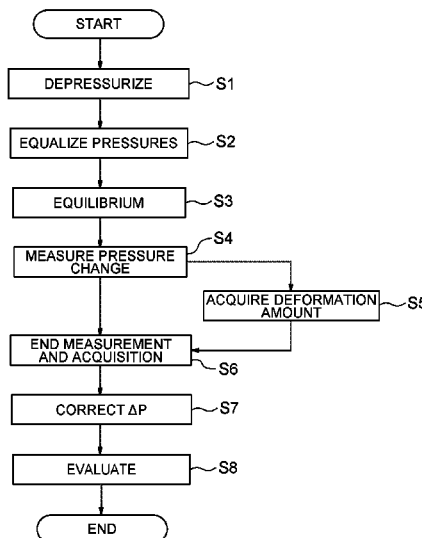 START
DEPRESSURIZE
S1
EQUALIZE PRESSURES
S2
EQUILIBRIUM
S3
S4
MEASURE PRESSURE
CHANGE
ACQUIRE DEFORMATION
AMOUNT
S5
END MEASUREMENT
AND ACQUISITION
S6
CORRECT ΔP
S7
EVALUATE
S8
END